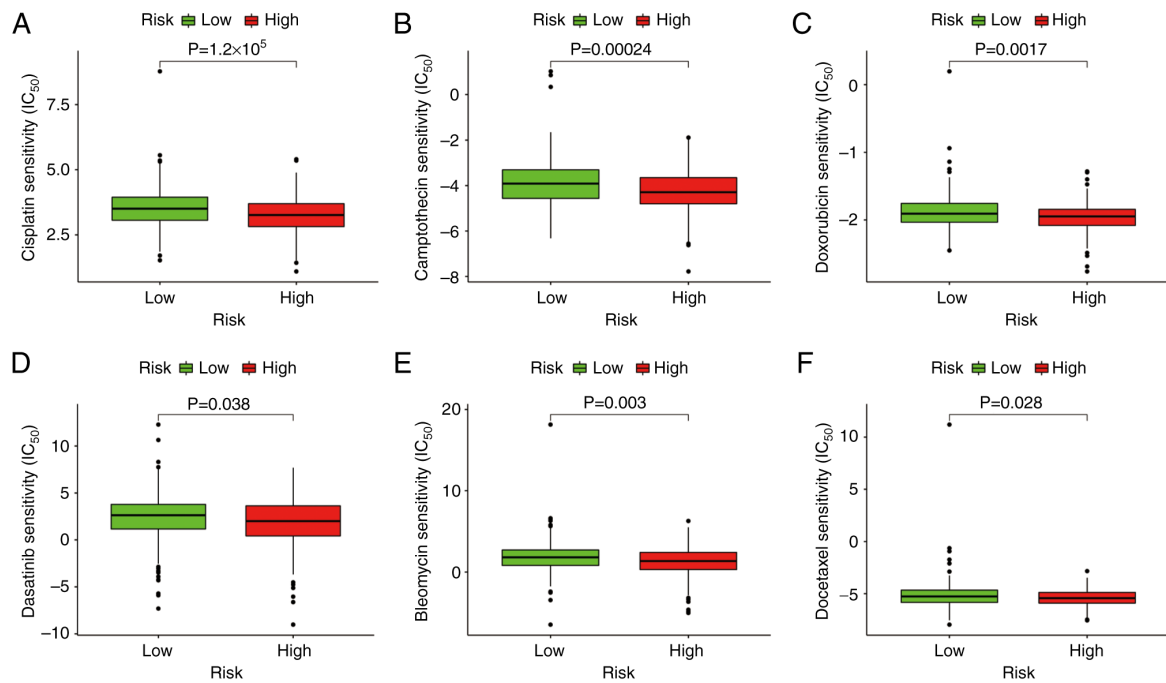 A
Risk Low High
P=1.2×10⁵
Cisplatin sensitivity (IC₅₀)
7.5
5.0
2.5
Low High
Risk
B
Risk Low High
P=0.00024
Camptothecin sensitivity (IC₅₀)
0
−2
−4
−6
−8
Low High
Risk
C
Risk Low High
P=0.0017
Doxorubicin sensitivity (IC₅₀)
0
−1
−2
Low High
Risk
D
Risk Low High
P=0.038
Dasatinib sensitivity (IC₅₀)
10
5
0
−5
−10
Low High
Risk
E
Risk Low High
P=0.003
Bleomycin sensitivity (IC₅₀)
20
10
0
Low High
Risk
F
Risk Low High
P=0.028
Docetaxel sensitivity (IC₅₀)
10
5
0
−5
Low High
Risk